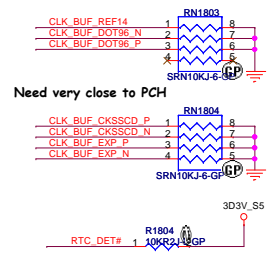 RN1803
CLK_BUF_REF14 1 8
CLK_BUF_DOT96_N 2 7
CLK_BUF_DOT96_P 3 6
4 5
SRN10KJ-6-GP
GP
Need very close to PCH
RN1804
CLK_BUF_CKSSCD_P 1 8
CLK_BUF_CKSSCD_N 2 7
CLK_BUF_EXP_P 3 6
CLK_BUF_EXP_N 4 5
SRN10KJ-6-GP
GP
3D3V_S5
R1804
RTC_DET# 1 10KR2J-